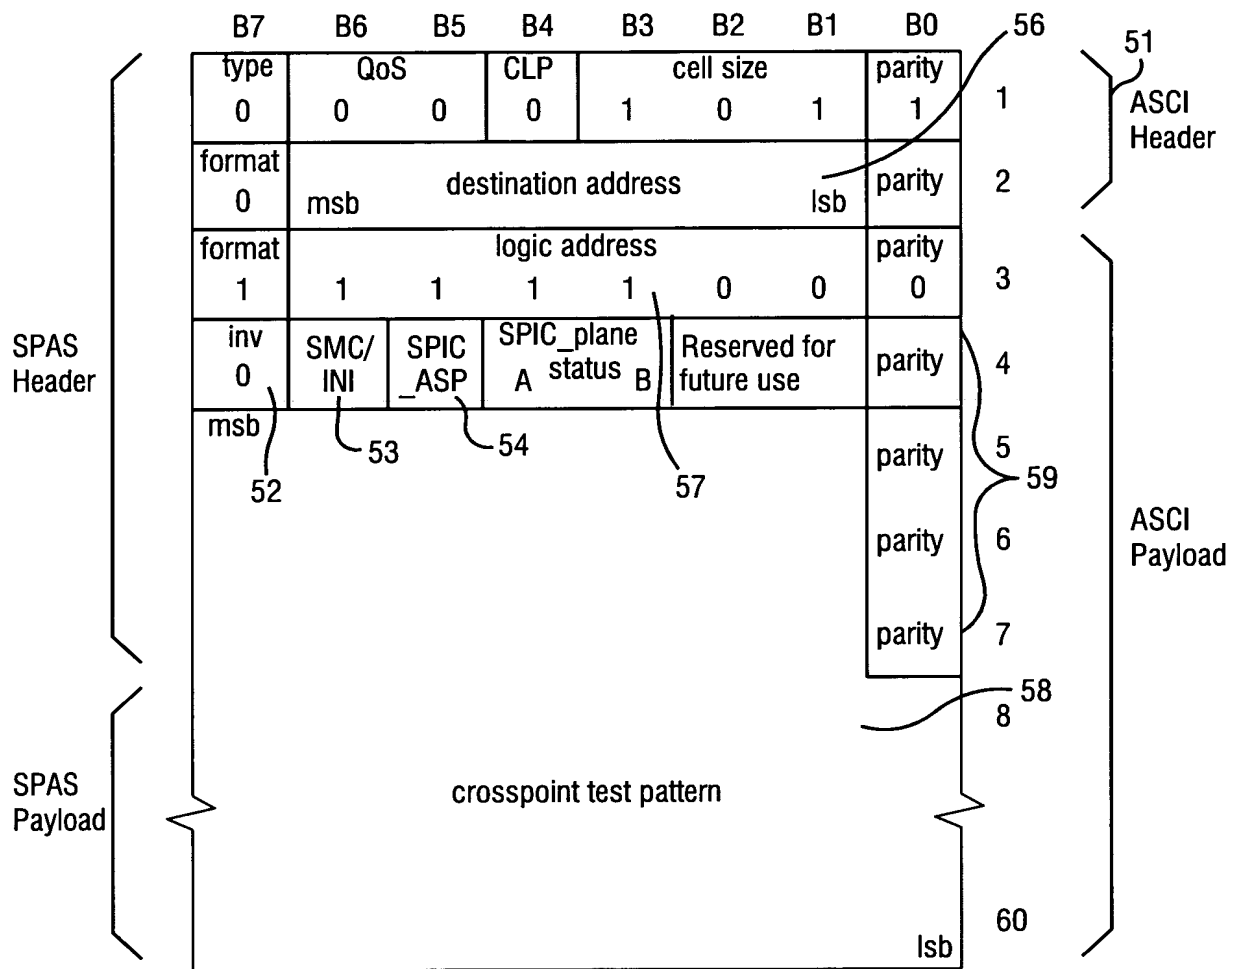 B7 B6 B5 B4 B3 B2 B1 B0 56 51
type QoS CLP cell size parity 1
0 0 0 0 1 0 1 1
ASCI
Header
format destination address parity 2
0 msb lsb
format logic address parity 3
1 1 1 1 1 0 0 0
SPAS
Header
inv SMC/
INI SPIC
_ASP SPIC_plane
status
A B Reserved for
future use parity 4
0
msb 53 54 parity 5
52 57 59
parity 6
ASCI
Payload
parity 7
58
8
SPAS
Payload
crosspoint test pattern
60
lsb